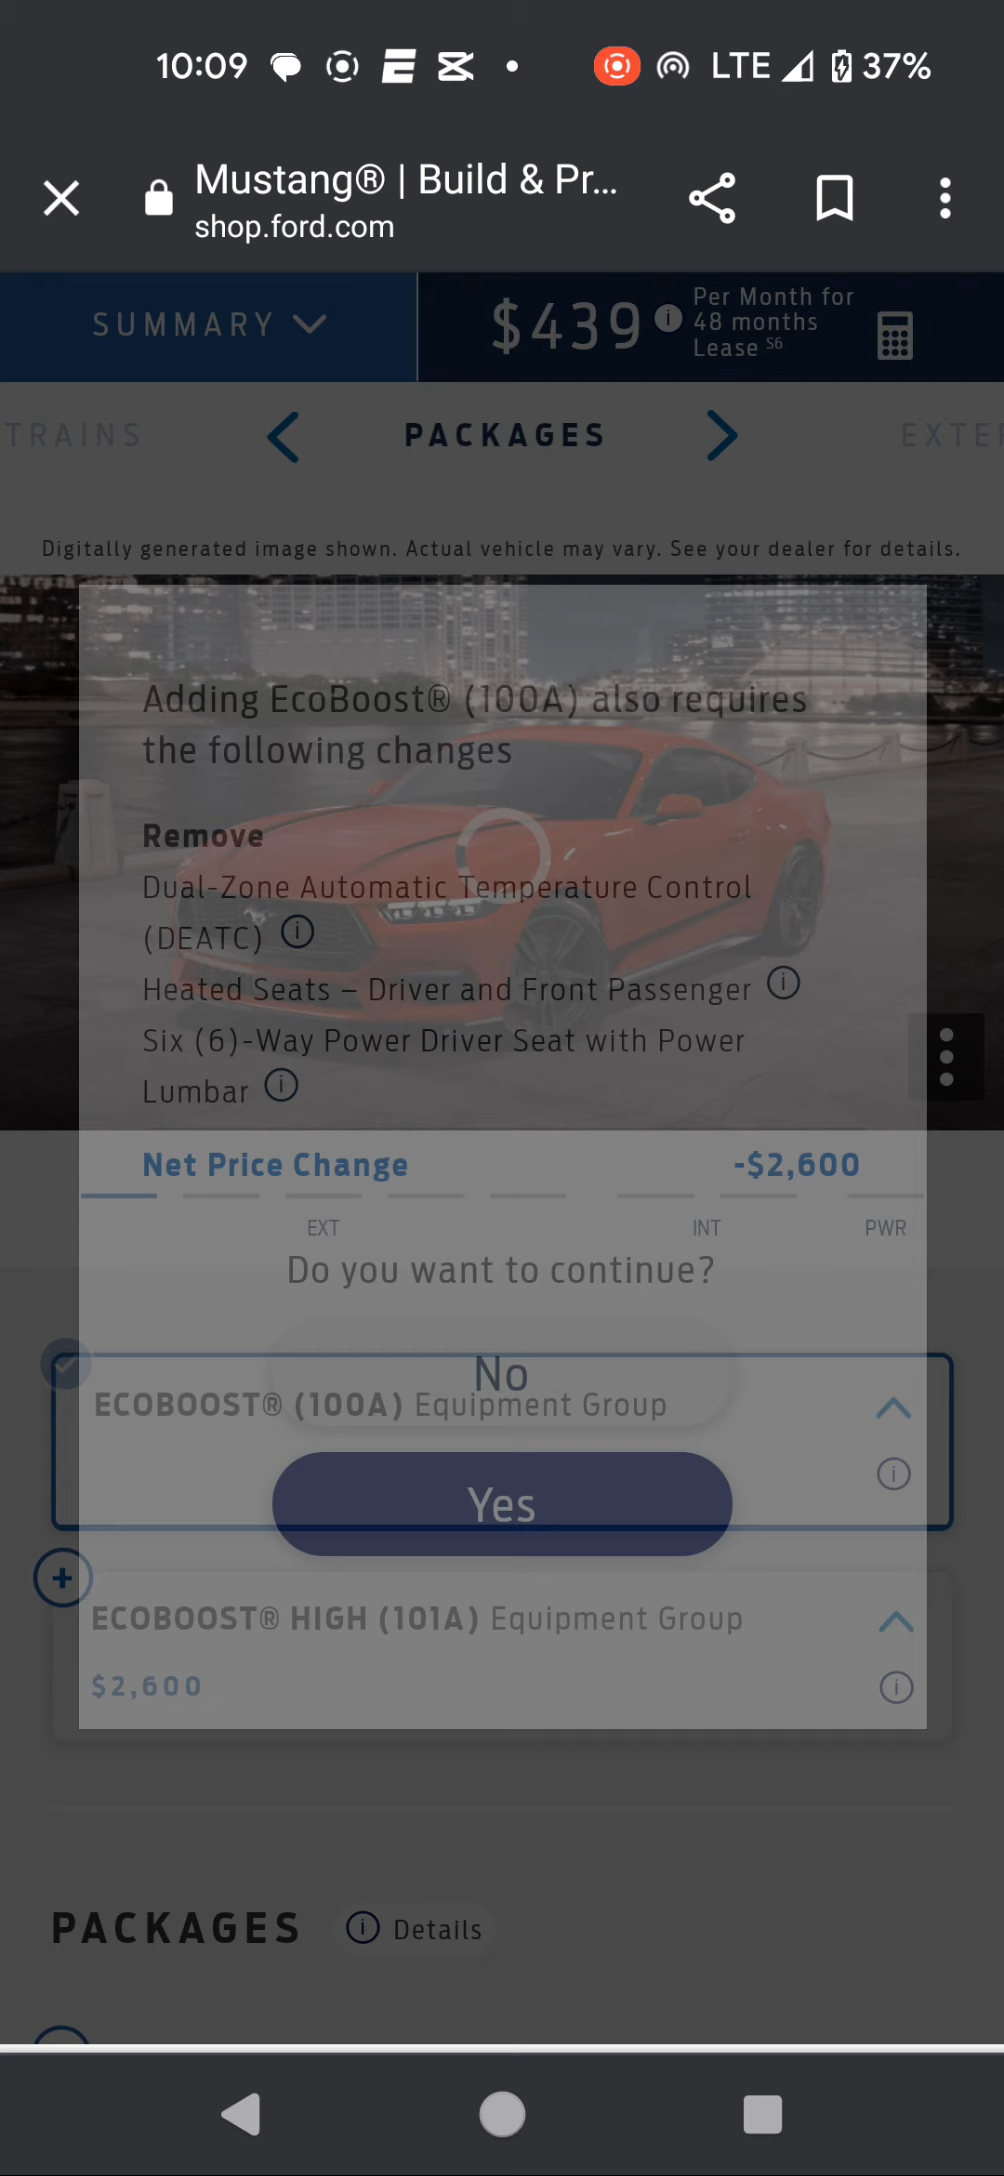 10:09
LTE 37%
Mustang® | Build & Pr...
shop.ford.com
SUMMARY
$439
Per Month for
48 months
Lease S6
TRAINS
PACKAGES
EXTE
Digitally generated image shown. Actual vehicle may vary. See your dealer for details.
Adding EcoBoost® (100A) also requires
the following changes
Remove
Dual-Zone Automatic Temperature Control
(DEATC)
Heated Seats – Driver and Front Passenger
Six (6)-Way Power Driver Seat with Power
Lumbar
Net Price Change -$2,600
EXT INT PWR
Do you want to continue?
No
ECOBOOST® (100A) Equipment Group
Yes
ECOBOOST® HIGH (101A) Equipment Group
$2,600
PACKAGES Details